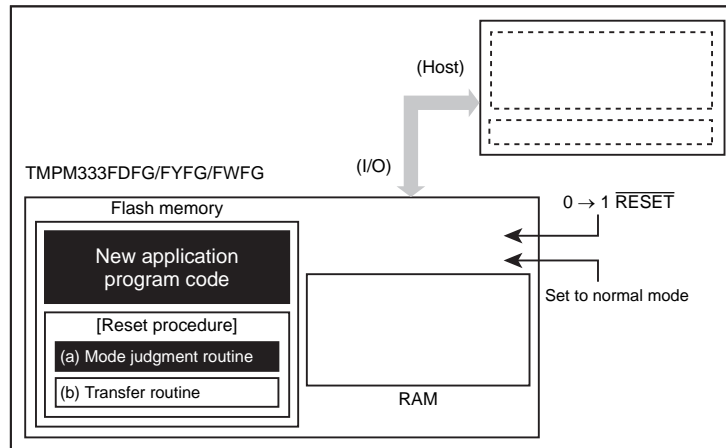 (Host)
(I/O)
TMPM333FDFG/FYFG/FWFG
Flash memory
New application
program code
[Reset procedure]
(a) Mode judgment routine
(b) Transfer routine
RAM
0 → 1 RESET
Set to normal mode